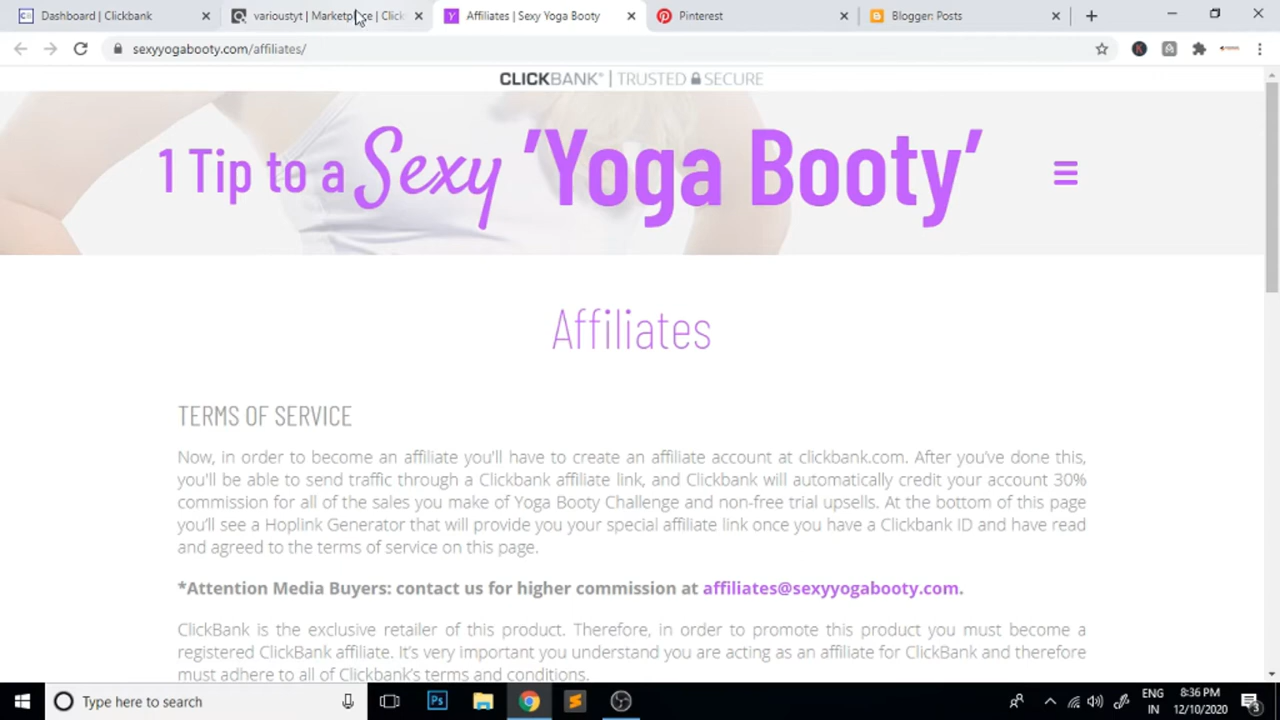 Dashboard | Clickbank
varioustyt | Marketplace | Click
Affiliates | Sexy Yoga Booty
Pinterest
Blogger: Posts
sexyyogabooty.com/affiliates/
CLICKBANK® | TRUSTED SECURE
1 Tip to a Sexy 'Yoga Booty'
Affiliates
TERMS OF SERVICE
Now, in order to become an affiliate you'll have to create an affiliate account at clickbank.com. After you've done this,
you'll be able to send traffic through a Clickbank affiliate link, and Clickbank will automatically credit your account 30%
commission for all of the sales you make of Yoga Booty Challenge and non-free trial upsells. At the bottom of this page
you'll see a Hoplink Generator that will provide you your special affiliate link once you have a Clickbank ID and have read
and agreed to the terms of service on this page.
*Attention Media Buyers: contact us for higher commission at affiliates@sexyyogabooty.com.
ClickBank is the exclusive retailer of this product. Therefore, in order to promote this product you must become a
registered ClickBank affiliate. It's very important you understand you are acting as an affiliate for ClickBank and therefore
must adhere to all of Clickbank's terms and conditions.
Type here to search
ENG
IN
8:36 PM
12/10/2020